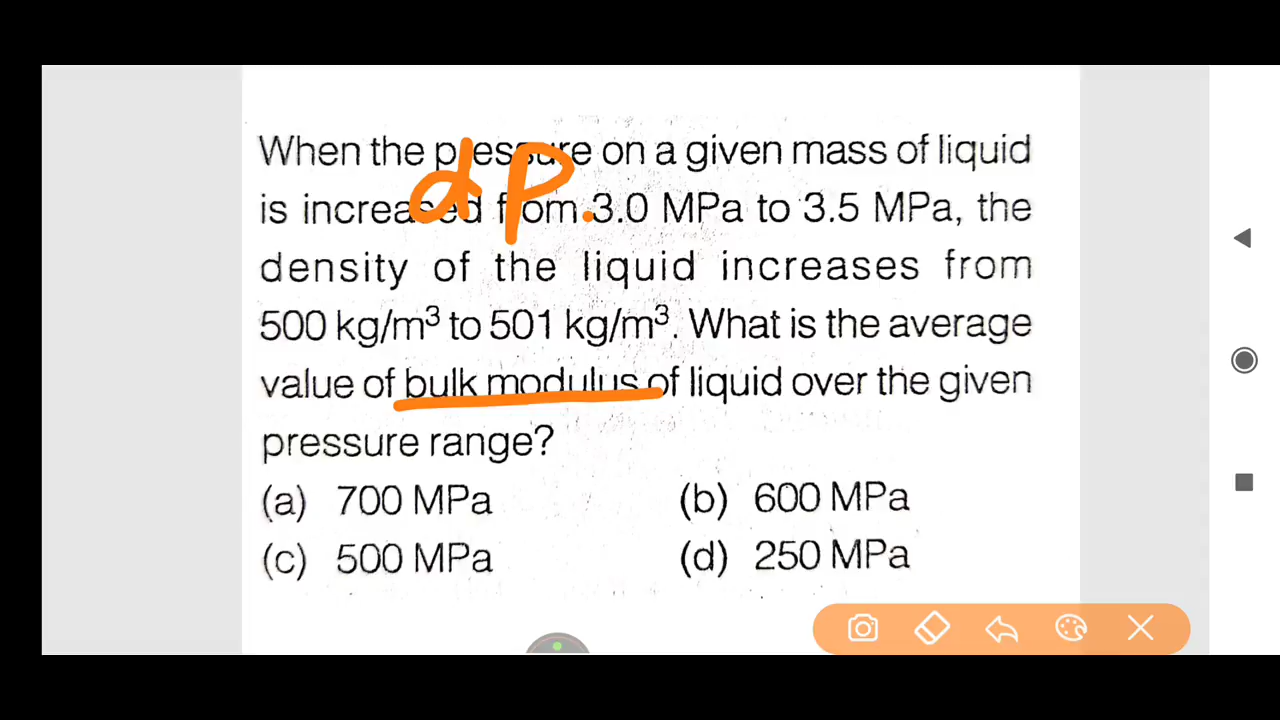 When the pressure on a given mass of liquid
dP.
is increased from 3.0 MPa to 3.5 MPa, the
density of the liquid increases from
500 kg/m³ to 501 kg/m³. What is the average
value of bulk modulus of liquid over the given
pressure range?
(a) 700 MPa (b) 600 MPa
(c) 500 MPa (d) 250 MPa